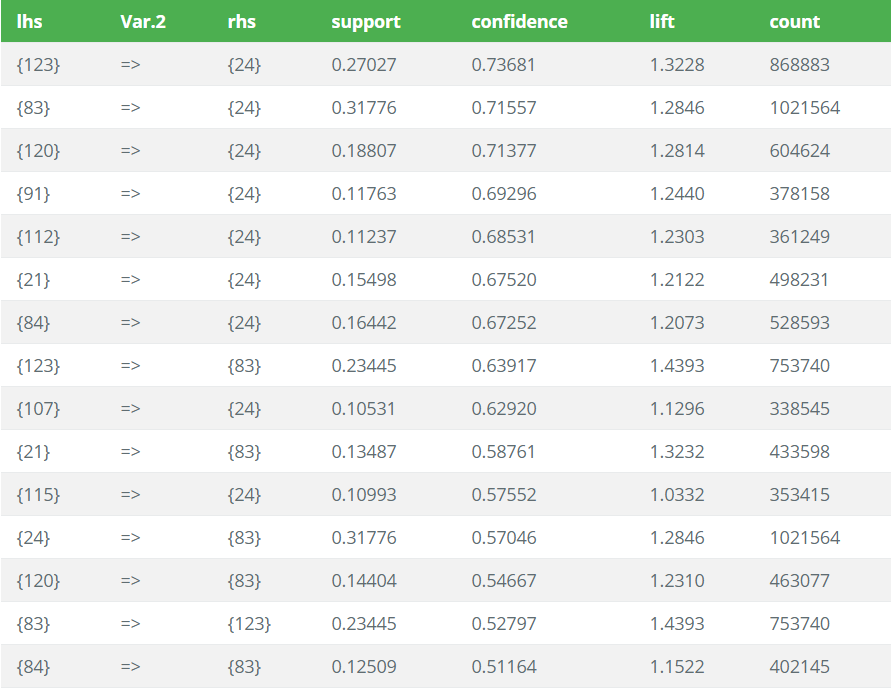 lhs Var.2 rhs support confidence lift count
{123} => {24} 0.27027 0.73681 1.3228 868883
{83} => {24} 0.31776 0.71557 1.2846 1021564
{120} => {24} 0.18807 0.71377 1.2814 604624
{91} => {24} 0.11763 0.69296 1.2440 378158
{112} => {24} 0.11237 0.68531 1.2303 361249
{21} => {24} 0.15498 0.67520 1.2122 498231
{84} => {24} 0.16442 0.67252 1.2073 528593
{123} => {83} 0.23445 0.63917 1.4393 753740
{107} => {24} 0.10531 0.62920 1.1296 338545
{21} => {83} 0.13487 0.58761 1.3232 433598
{115} => {24} 0.10993 0.57552 1.0332 353415
{24} => {83} 0.31776 0.57046 1.2846 1021564
{120} => {83} 0.14404 0.54667 1.2310 463077
{83} => {123} 0.23445 0.52797 1.4393 753740
{84} => {83} 0.12509 0.51164 1.1522 402145